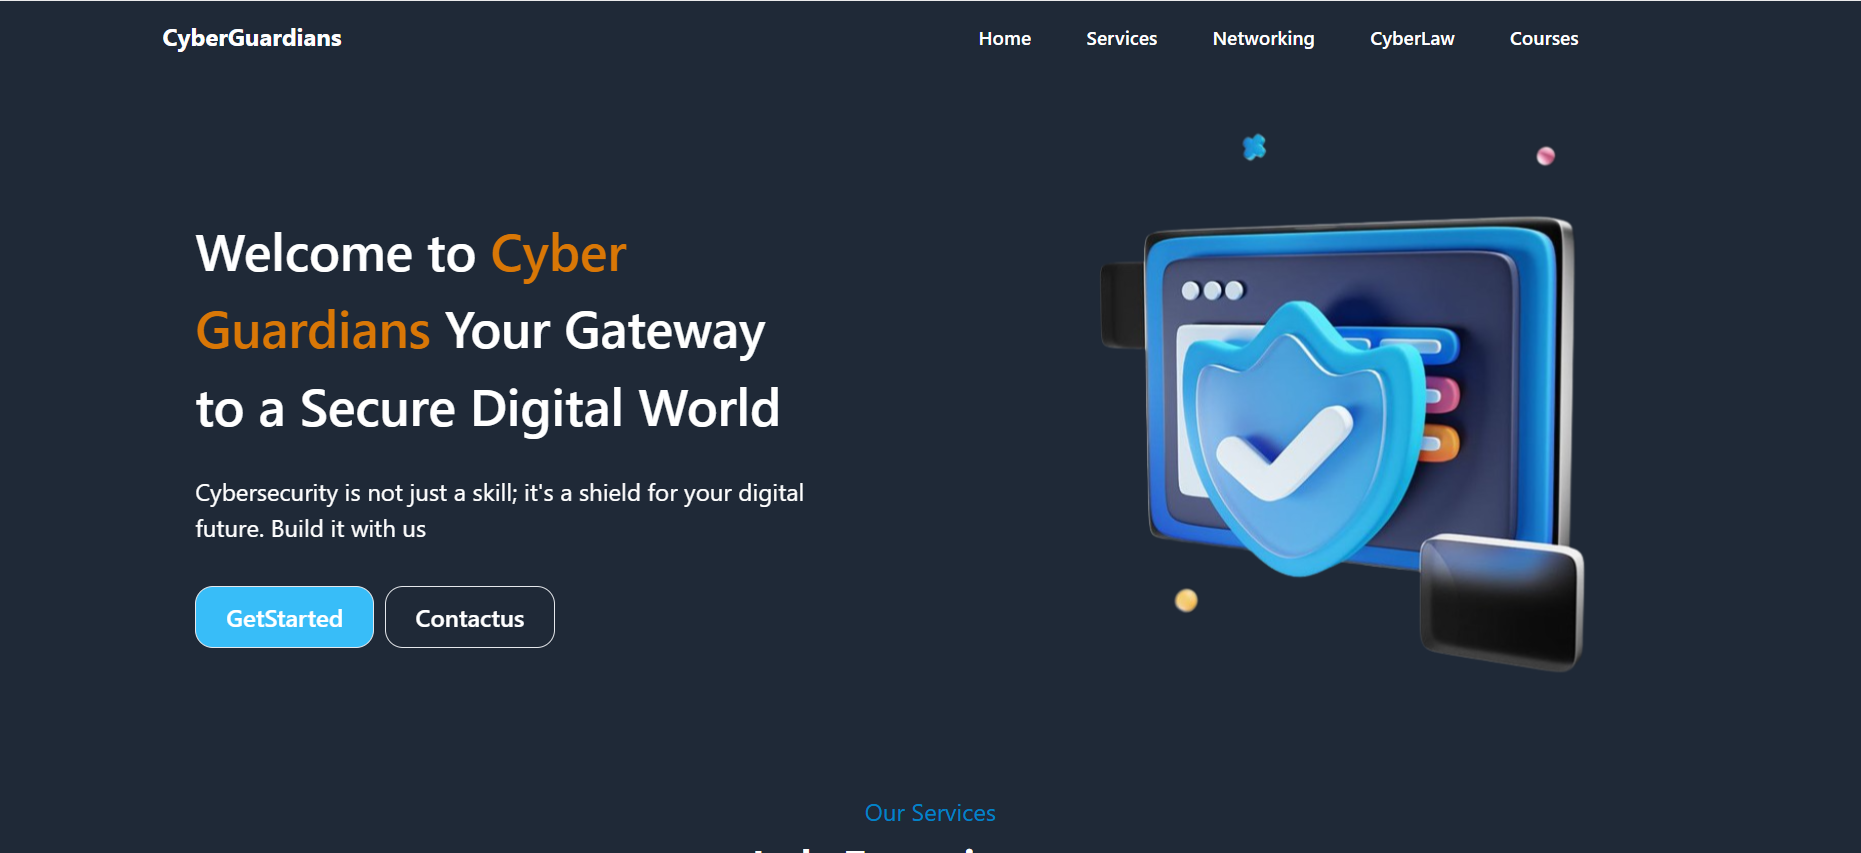 CyberGuardians
Home Services Networking CyberLaw Courses
Welcome to Cyber
Guardians Your Gateway
to a Secure Digital World
Cybersecurity is not just a skill; it's a shield for your digital
future. Build it with us
GetStarted Contactus
Our Services